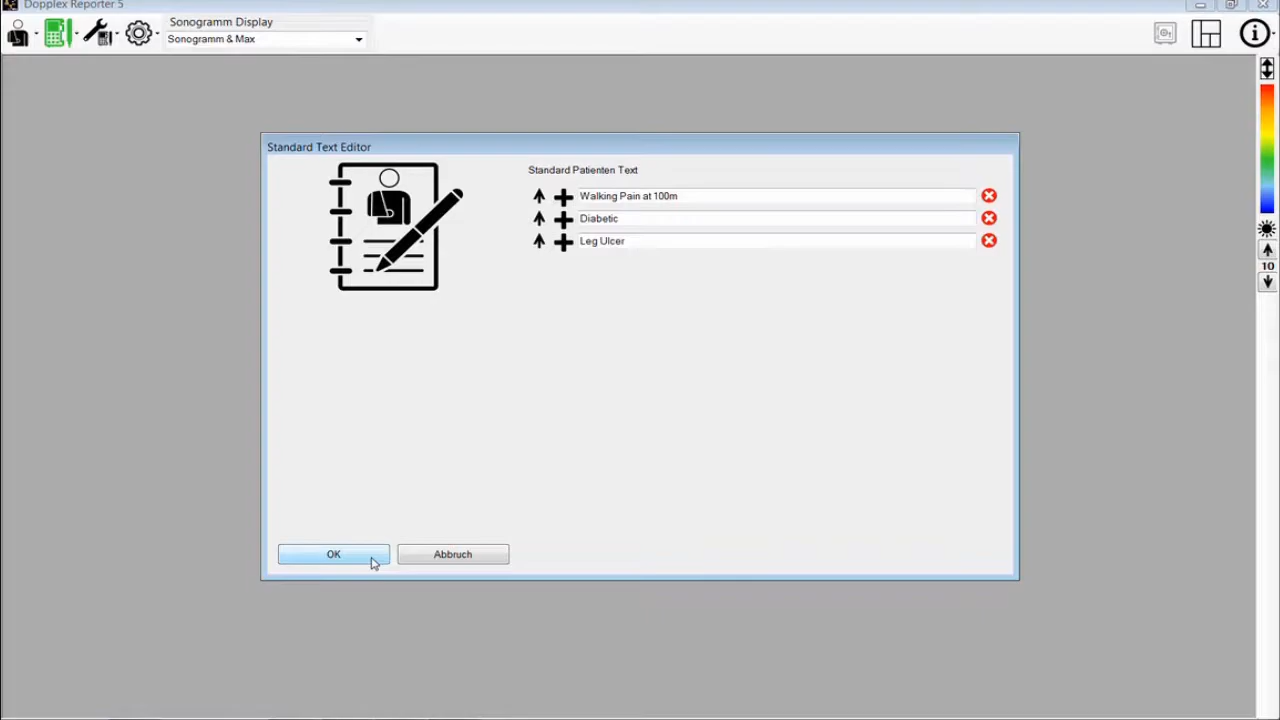 Dopplex Reporter 5
Sonogramm Display
Sonogramm & Max
Standard Text Editor
Standard Patienten Text
Walking Pain at 100m
Diabetic
Leg Ulcer
10
OK
Abbruch